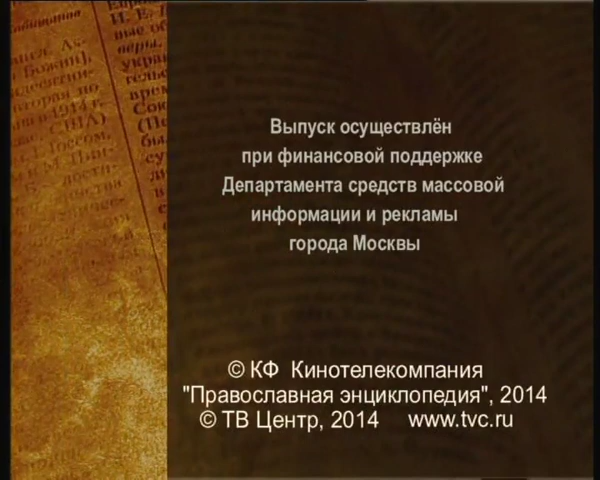 Выпуск осуществлён
при финансовой поддержке
Департамента средств массовой
информации и рекламы
города Москвы
© КФ Кинотелекомпания
"Православная энциклопедия", 2014
© ТВ Центр, 2014 www.tvc.ru